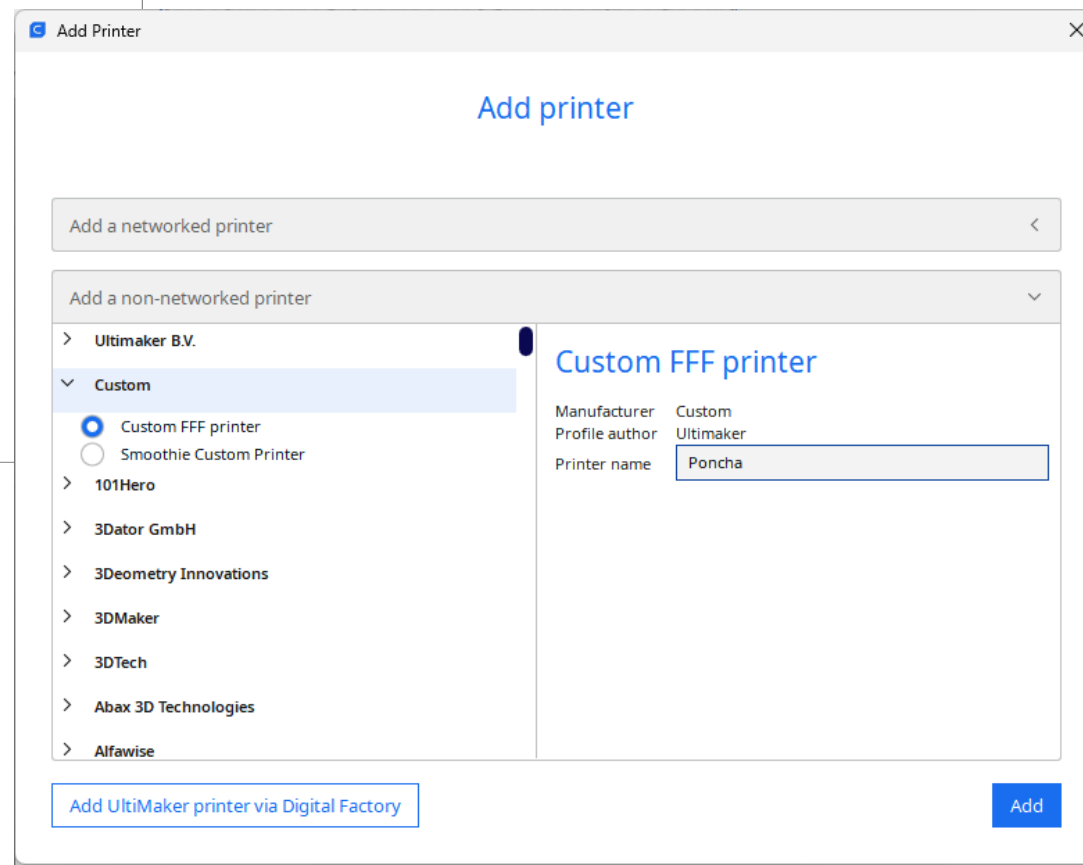 Add Printer
Add printer
Add a networked printer
Add a non-networked printer
Ultimaker B.V.
Custom
Custom FFF printer
Smoothie Custom Printer
101Hero
3Dator GmbH
3Deometry Innovations
3DMaker
3DTech
Abax 3D Technologies
Alfawise
Custom FFF printer
Manufacturer Custom
Profile author Ultimaker
Printer name Poncha
Add UltiMaker printer via Digital Factory
Add